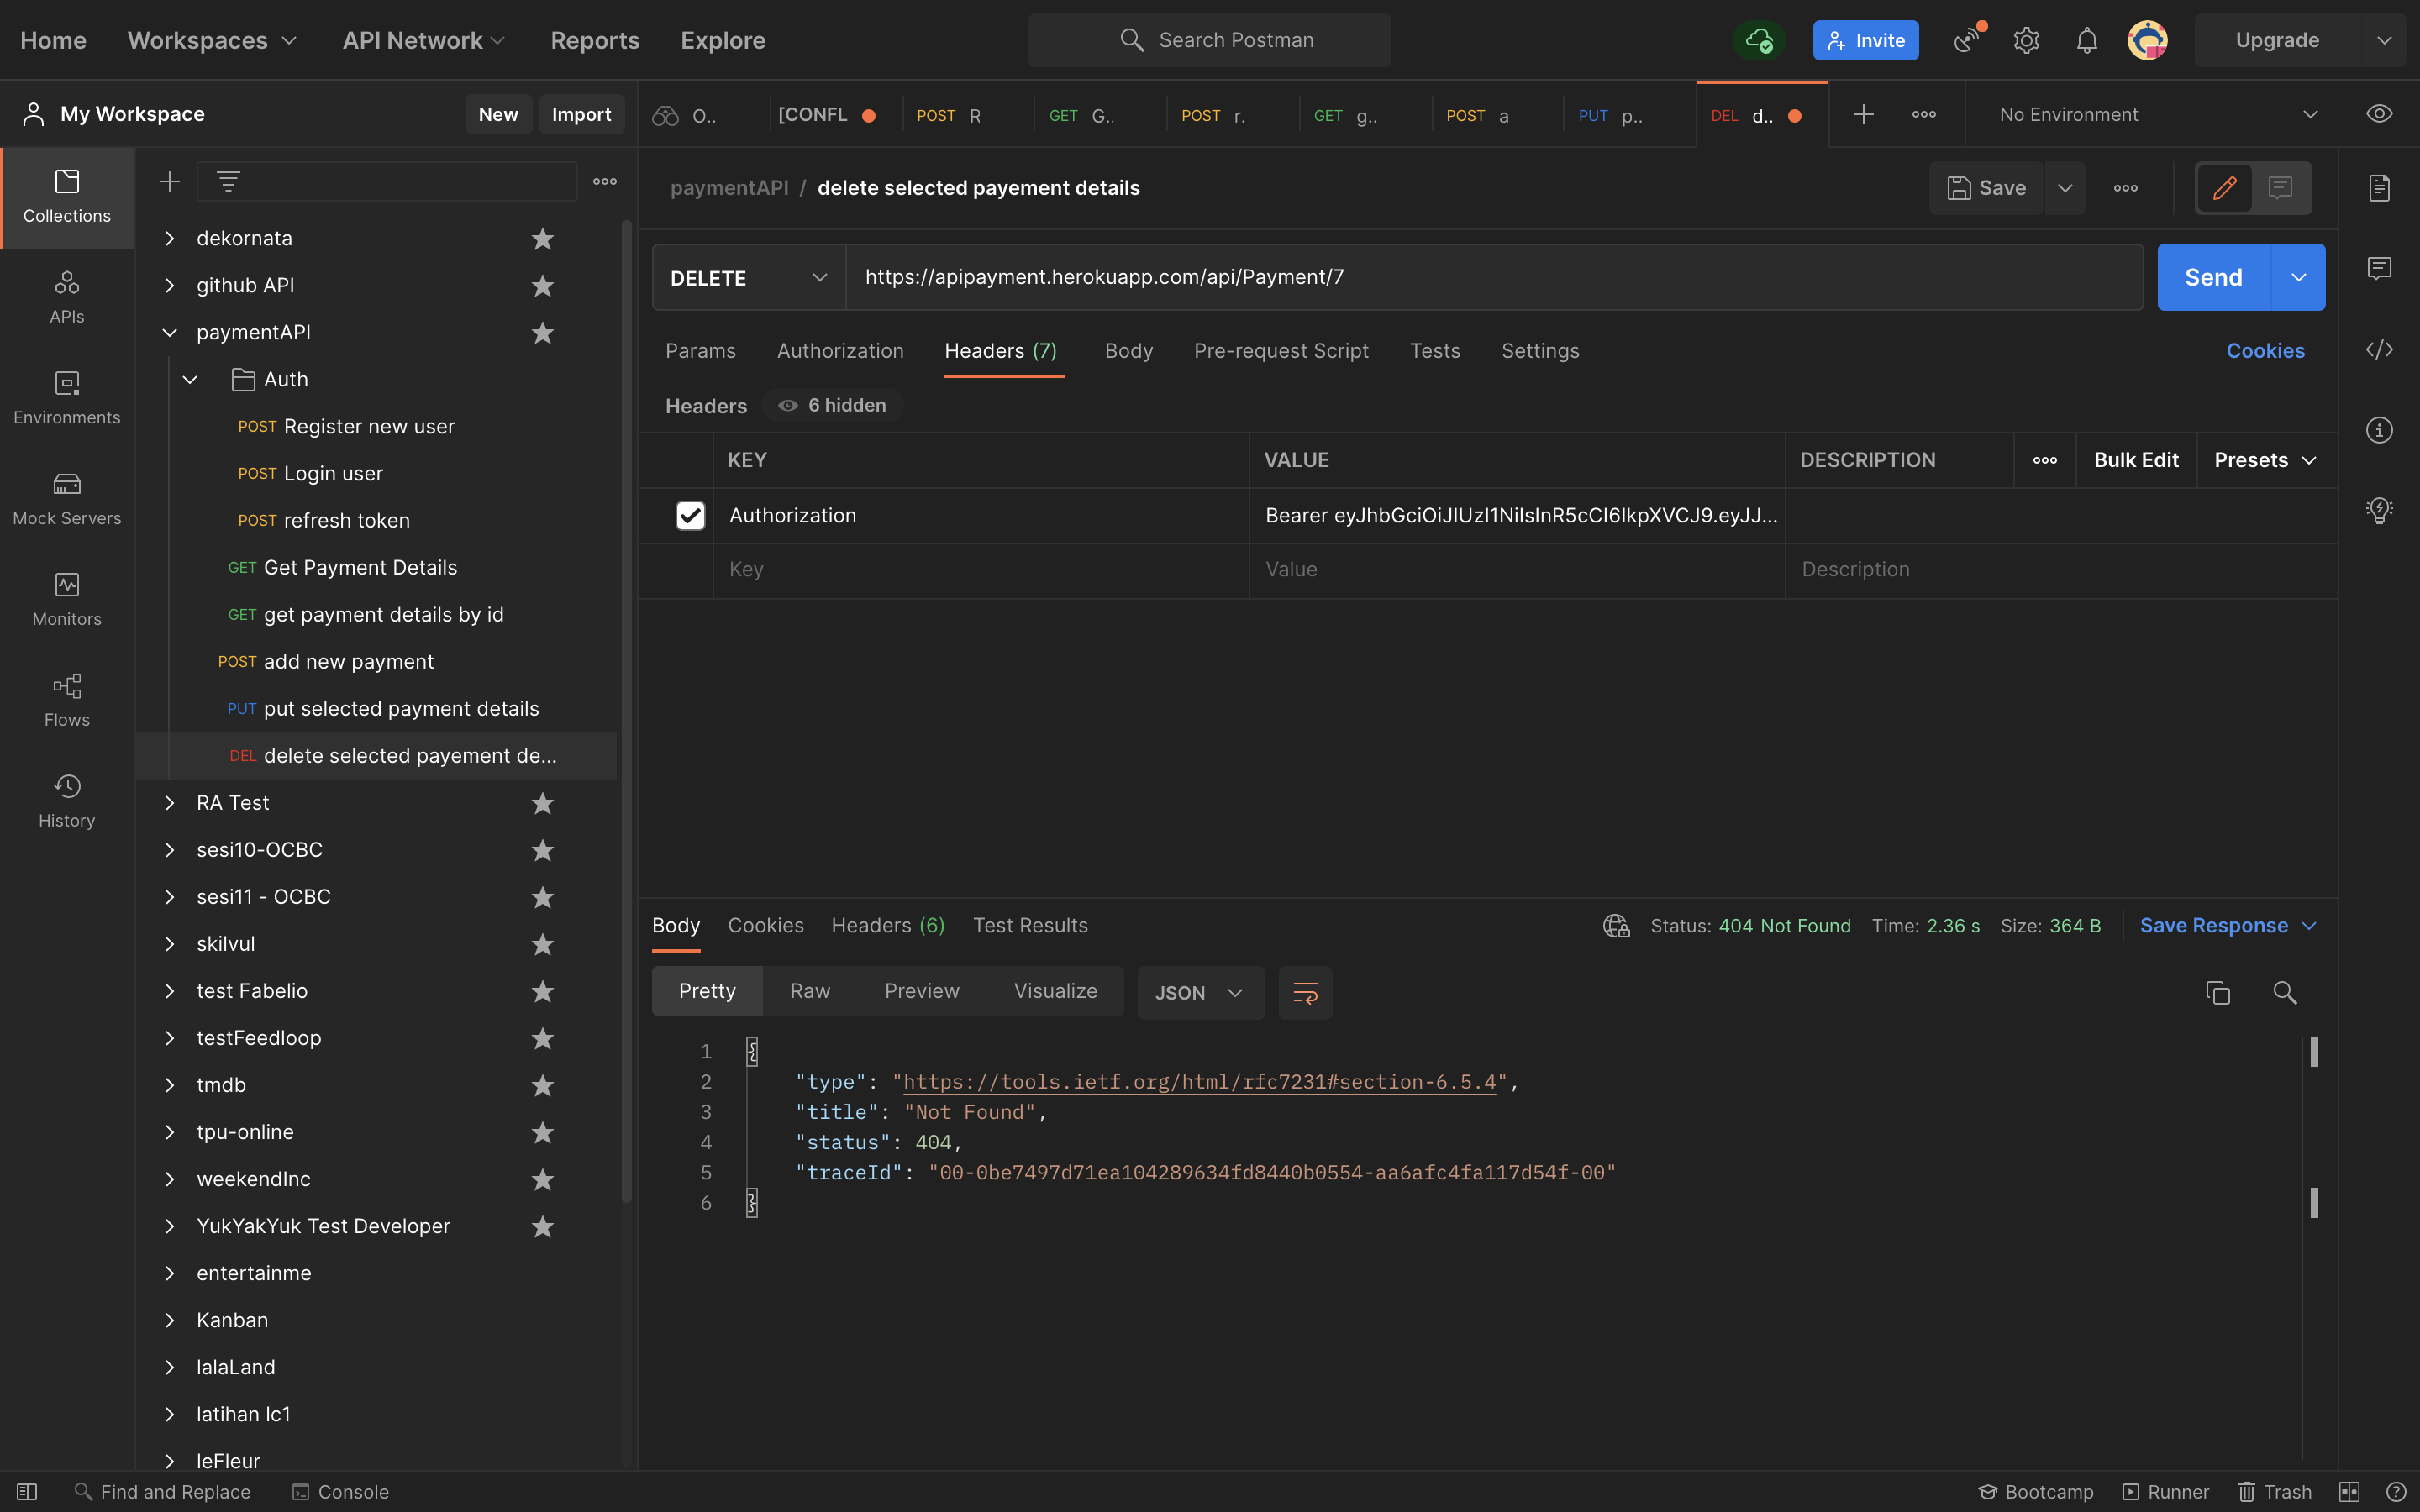 Home Workspaces API Network Reports Explore Search Postman Invite Upgrade
My Workspace New Import
O.. [CONFL POST R GET G.. POST r. GET g.. POST a PUT p.. DEL d.. No Environment
Collections
APIs
Environments
Mock Servers
Monitors
Flows
History
dekornata
github API
paymentAPI
Auth
POST Register new user
POST Login user
POST refresh token
GET Get Payment Details
GET get payment details by id
POST add new payment
PUT put selected payment details
DEL delete selected payement de...
RA Test
sesi10-OCBC
sesi11 - OCBC
skilvul
test Fabelio
testFeedloop
tmdb
tpu-online
weekendInc
YukYakYuk Test Developer
entertainme
Kanban
lalaLand
latihan lc1
leFleur
paymentAPI / delete selected payement details Save
DELETE https://apipayment.herokuapp.com/api/Payment/7 Send
Params Authorization Headers (7) Body Pre-request Script Tests Settings Cookies
Headers 6 hidden
KEY VALUE DESCRIPTION Bulk Edit Presets
Authorization Bearer eyJhbGciOiJIUzI1NiIsInR5cCI6IkpXVCJ9.eyJJ...
Key Value Description
Body Cookies Headers (6) Test Results Status: 404 Not Found Time: 2.36 s Size: 364 B Save Response
Pretty Raw Preview Visualize JSON
1 {
2 "type": "https://tools.ietf.org/html/rfc7231#section-6.5.4",
3 "title": "Not Found",
4 "status": 404,
5 "traceId": "00-0be7497d71ea104289634fd8440b0554-aa6afc4fa117d54f-00"
6 }
Find and Replace Console Bootcamp Runner Trash